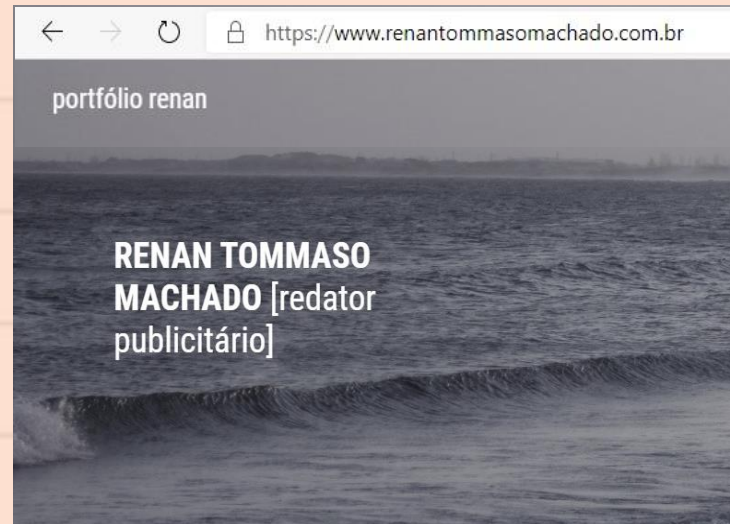 https://www.renantommasomachado.com.br
portfólio renan
RENAN TOMMASO
MACHADO [redator
publicitário]